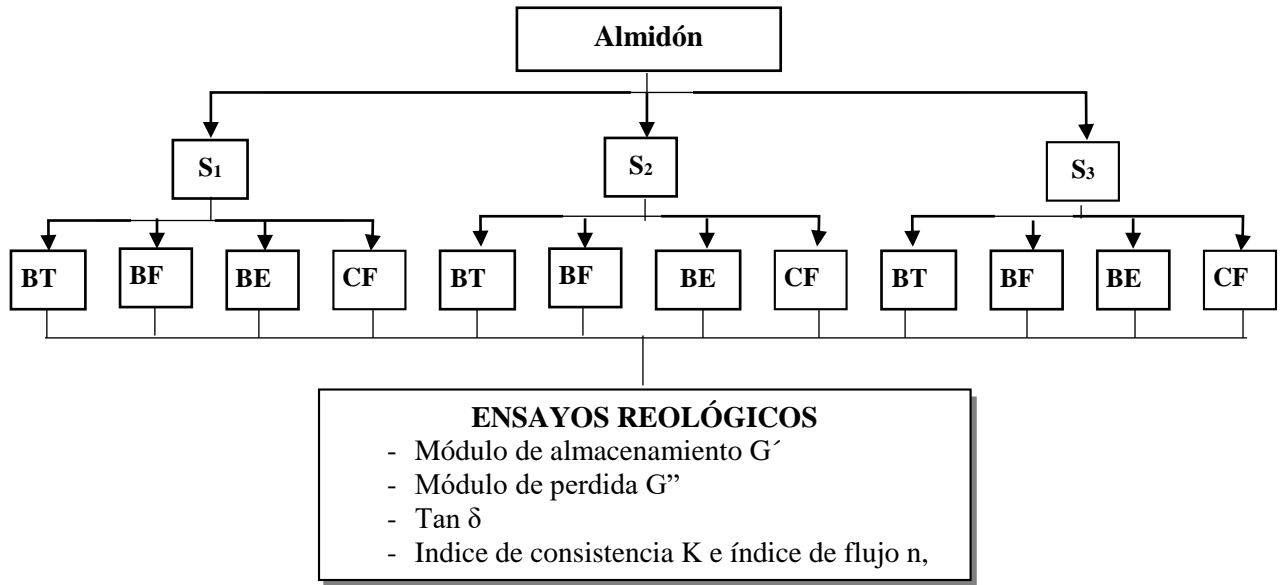 Almidón
S1 S2 S3
BT BF BE CF BT BF BE CF BT BF BE CF
ENSAYOS REOLÓGICOS
- Módulo de almacenamiento G´
- Módulo de perdida G”
- Tan δ
- Indice de consistencia K e índice de flujo n,